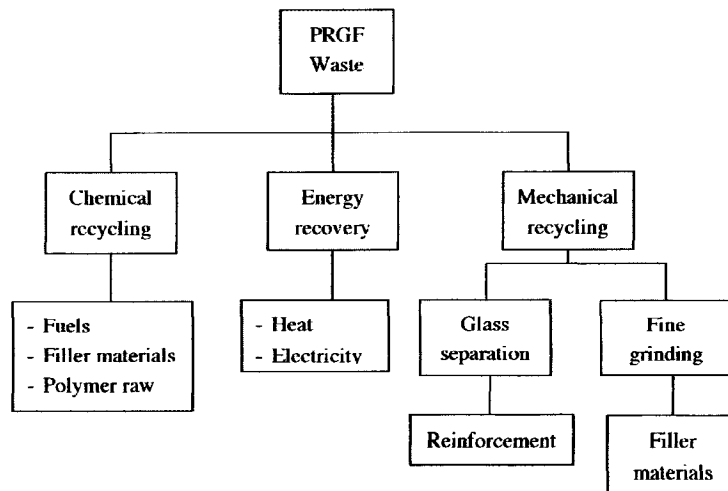 PRGF
Waste
Chemical
recycling
Energy
recovery
Mechanical
recycling
- Fuels
- Filler materials
- Polymer raw
- Heat
- Electricity
Glass
separation
Fine
grinding
Reinforcement
Filler
materials